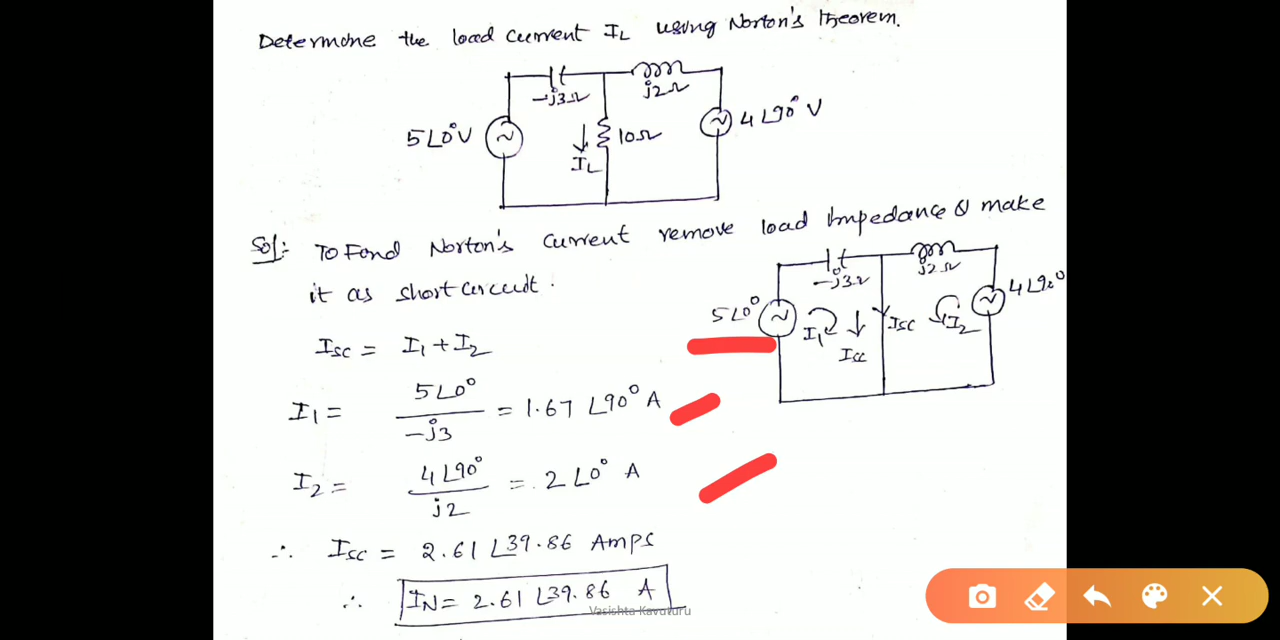 Determine the load current IL using Norton's theorem.
-j3Ω
j2Ω
5∠0°V
10Ω
4∠90° V
IL
Sol:- To Find Norton's current remove load Impedance & make
it as short circuit.
-j3Ω
j2Ω
5∠0°
4∠90°
I1
Isc
Isc
I2
Isc = I1 + I2
I1 = 5∠0° / -j3 = 1.67 ∠90° A
I2 = 4∠90° / j2 = 2∠0° A
∴ Isc = 2.61 ∠39.86 Amps
∴ IN = 2.61 ∠39.86 A
Vasishta Kavuturu